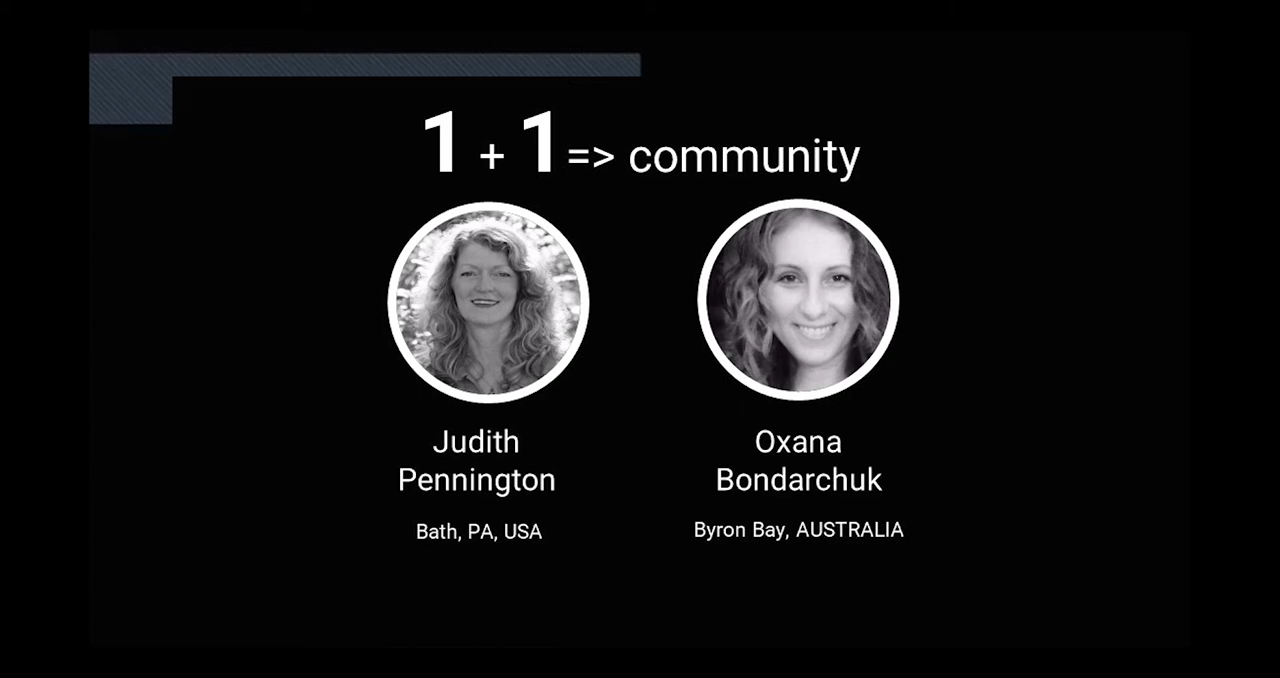 1 + 1 => community
Judith
Pennington
Bath, PA, USA
Oxana
Bondarchuk
Byron Bay, AUSTRALIA